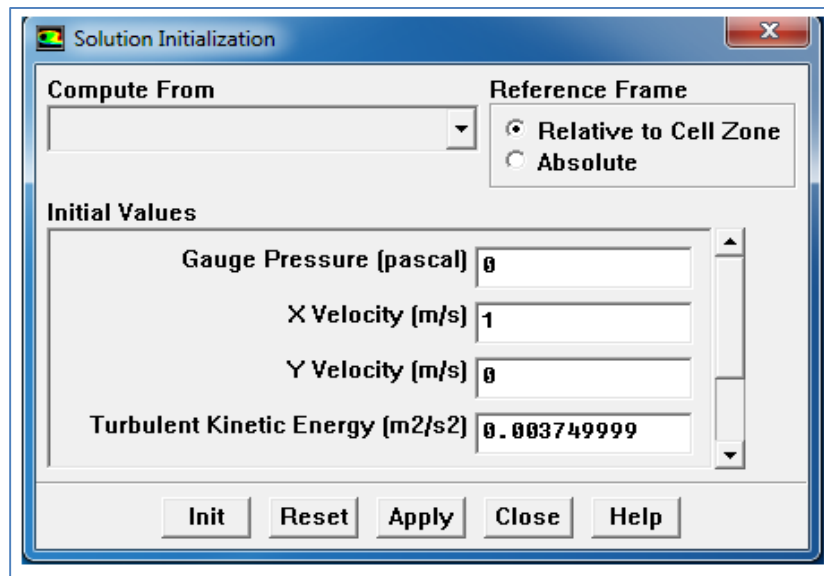 Solution Initialization
Compute From
Reference Frame
Relative to Cell Zone
Absolute
Initial Values
Gauge Pressure (pascal) 0
X Velocity (m/s) 1
Y Velocity (m/s) 0
Turbulent Kinetic Energy (m2/s2) 0.003749999
Init Reset Apply Close Help